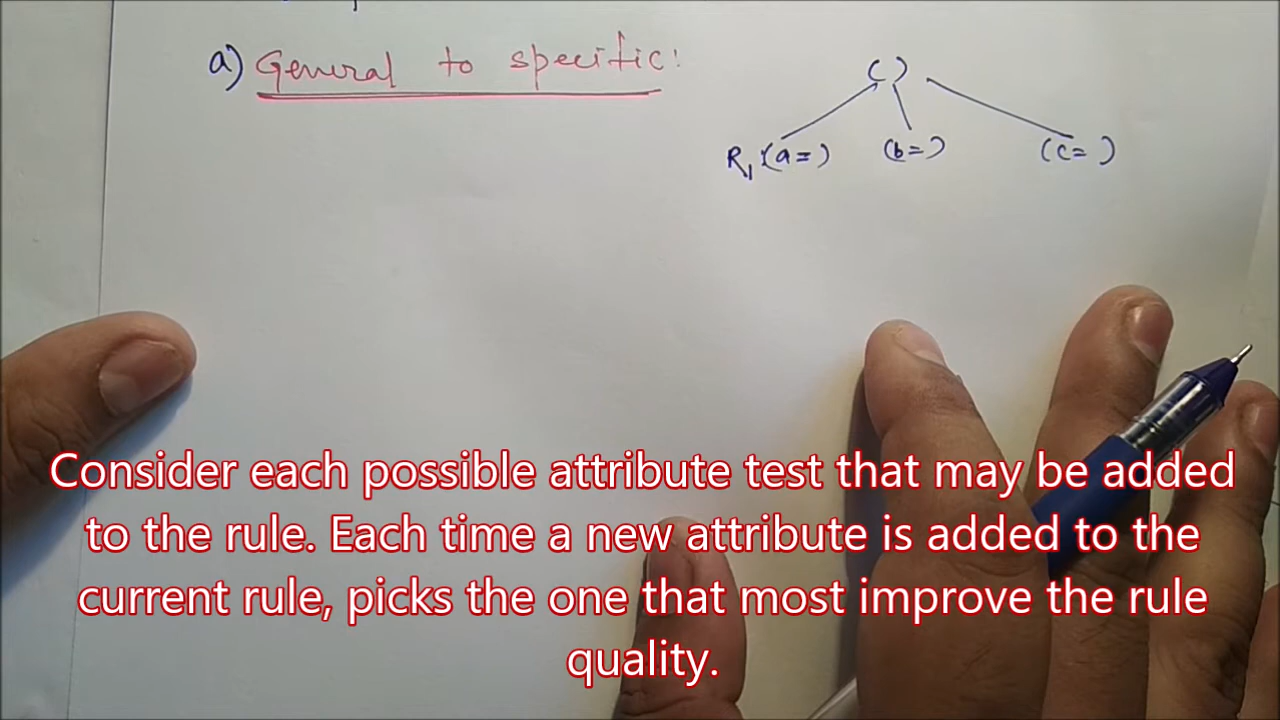 a) General to specific:
( )
R1 (a= ) (b= ) (c= )
Consider each possible attribute test that may be added
to the rule. Each time a new attribute is added to the
current rule, picks the one that most improve the rule
quality.